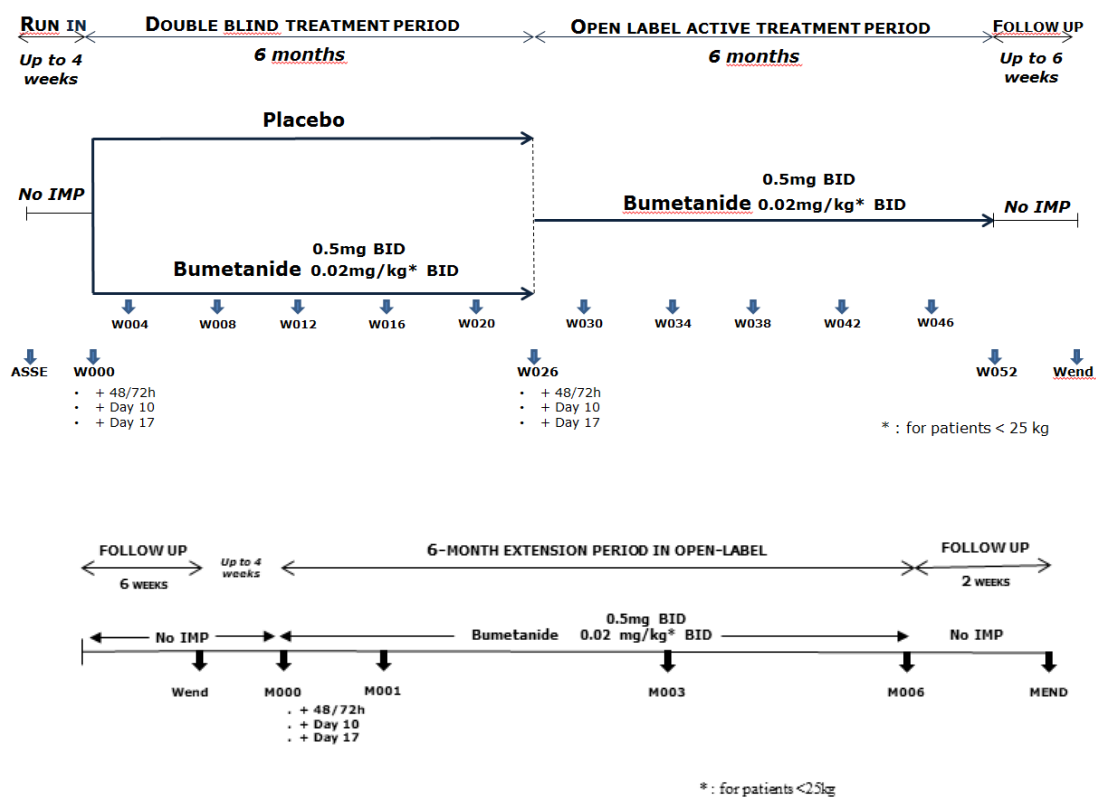 RUN IN
DOUBLE BLIND TREATMENT PERIOD
OPEN LABEL ACTIVE TREATMENT PERIOD
FOLLOW UP
Up to 4 weeks
6 months
6 months
Up to 6 weeks
Placebo
No IMP
0.5mg BID
Bumetanide 0.02mg/kg* BID
No IMP
0.5mg BID
Bumetanide 0.02mg/kg* BID
W004
W008
W012
W016
W020
W030
W034
W038
W042
W046
ASSE
W000
• + 48/72h
• + Day 10
• + Day 17
W026
• + 48/72h
• + Day 10
• + Day 17
W052
Wend
* : for patients < 25 kg
FOLLOW UP
6 WEEKS
Up to 4
weeks
6-MONTH EXTENSION PERIOD IN OPEN-LABEL
FOLLOW UP
2 WEEKS
No IMP
0.5mg BID
Bumetanide 0.02 mg/kg* BID
No IMP
Wend
M000
. + 48/72h
. + Day 10
. + Day 17
M001
M003
M006
MEND
* : for patients <25kg